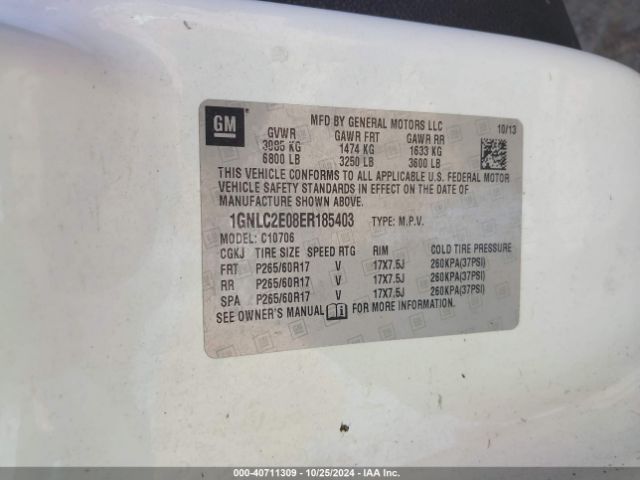 GM
MFD BY GENERAL MOTORS LLC 10/13
GVWR GAWR FRT GAWR RR
3085 KG 1474 KG 1633 KG
6800 LB 3250 LB 3600 LB
THIS VEHICLE CONFORMS TO ALL APPLICABLE U.S. FEDERAL MOTOR
VEHICLE SAFETY STANDARDS IN EFFECT ON THE DATE OF
MANUFACTURE SHOWN ABOVE.
1GNLC2E08ER185403 TYPE: M.P.V.
MODEL: C10706
CGKJ TIRE SIZE SPEED RTG RIM COLD TIRE PRESSURE
FRT P265/60R17 V 17X7.5J 260KPA(37PSI)
RR P265/60R17 V 17X7.5J 260KPA(37PSI)
SPA P265/60R17 V 17X7.5J 260KPA(37PSI)
SEE OWNER'S MANUAL FOR MORE INFORMATION.
000-40711309 | 10/25/2024 | IAA Inc.